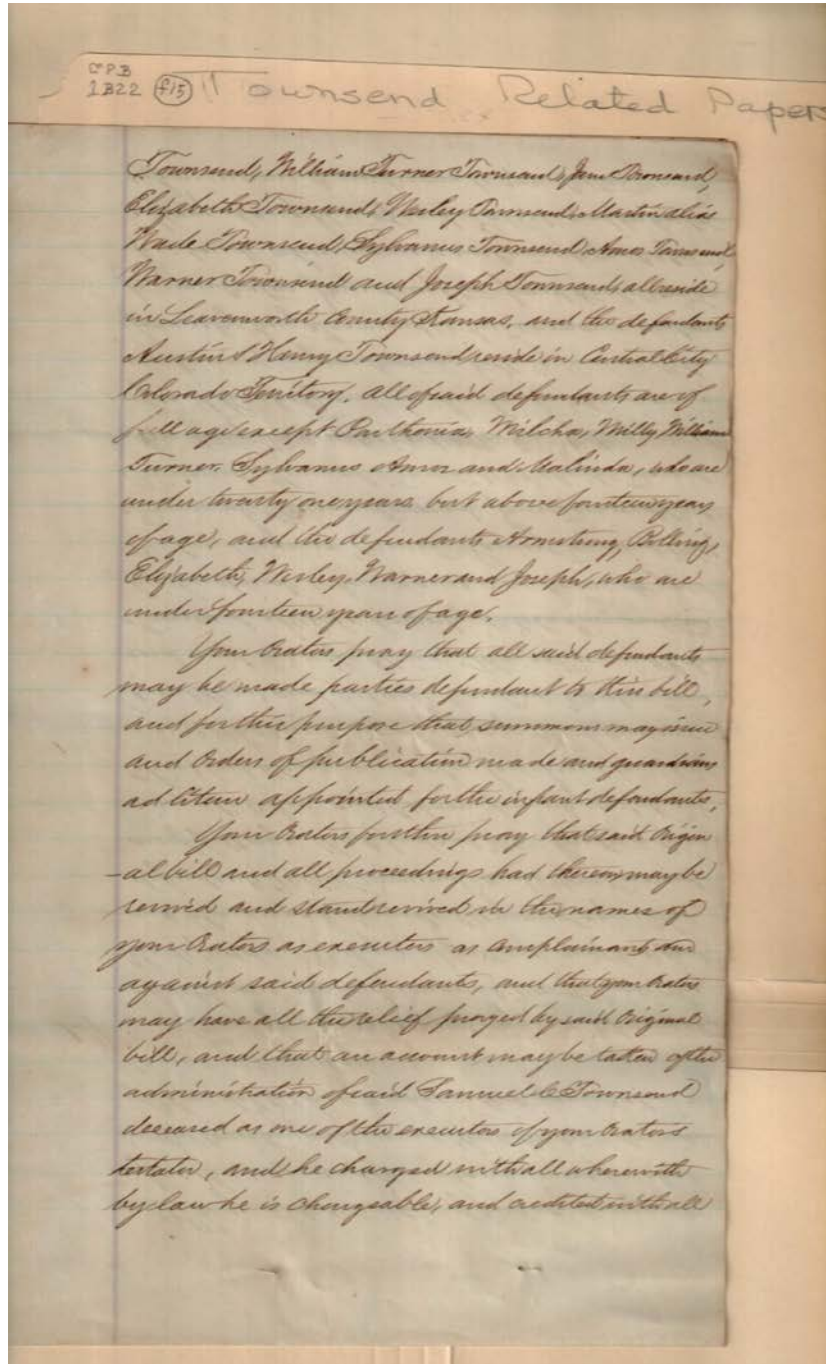 C.P.B
1B22 f15 Townsend Related Papers
Townsend, William Turner Townsend, Jane Townsend,
Elizabeth Townsend, Wesley Townsend, Martin alias
Wade Townsend, Sylvanus Townsend, Amos Townsend,
Warner Townsend and Joseph Townsend, all reside
in Leavenworth County Kansas, and the defendants
Austin & Henry Townsend reside in Central City
Colorado Territory. All of said defendants are of
full age except Parthenia, Milcha, Milly, William
Turner, Sylvanus Amos and Malinda, who are
under twenty one years but above fourteen years
of age, and the defendants Armstrong, Bolling,
Elizabeth, Wesley, Warner and Joseph, who are
under fourteen years of age.
Your Orators pray that all said defendants
may be made parties defendant to this bill,
and for this purpose that summons may issue
and Orders of publication made and guardians
ad litem appointed for the infant defendants,
Your Orators further pray that said Origin
-al bill and all proceedings had thereon may be
revived and stand revived in the names of
your Orators as executors as Complainants and
against said defendants, and that your Orators
may have all the relief prayed by said Original
bill, and that an account may be taken of the
administration of said Samuel C Townsend
deceased as one of the executors of your Orators
testator, and he charged with all wherewith
by law he is chargeable, and credited with all